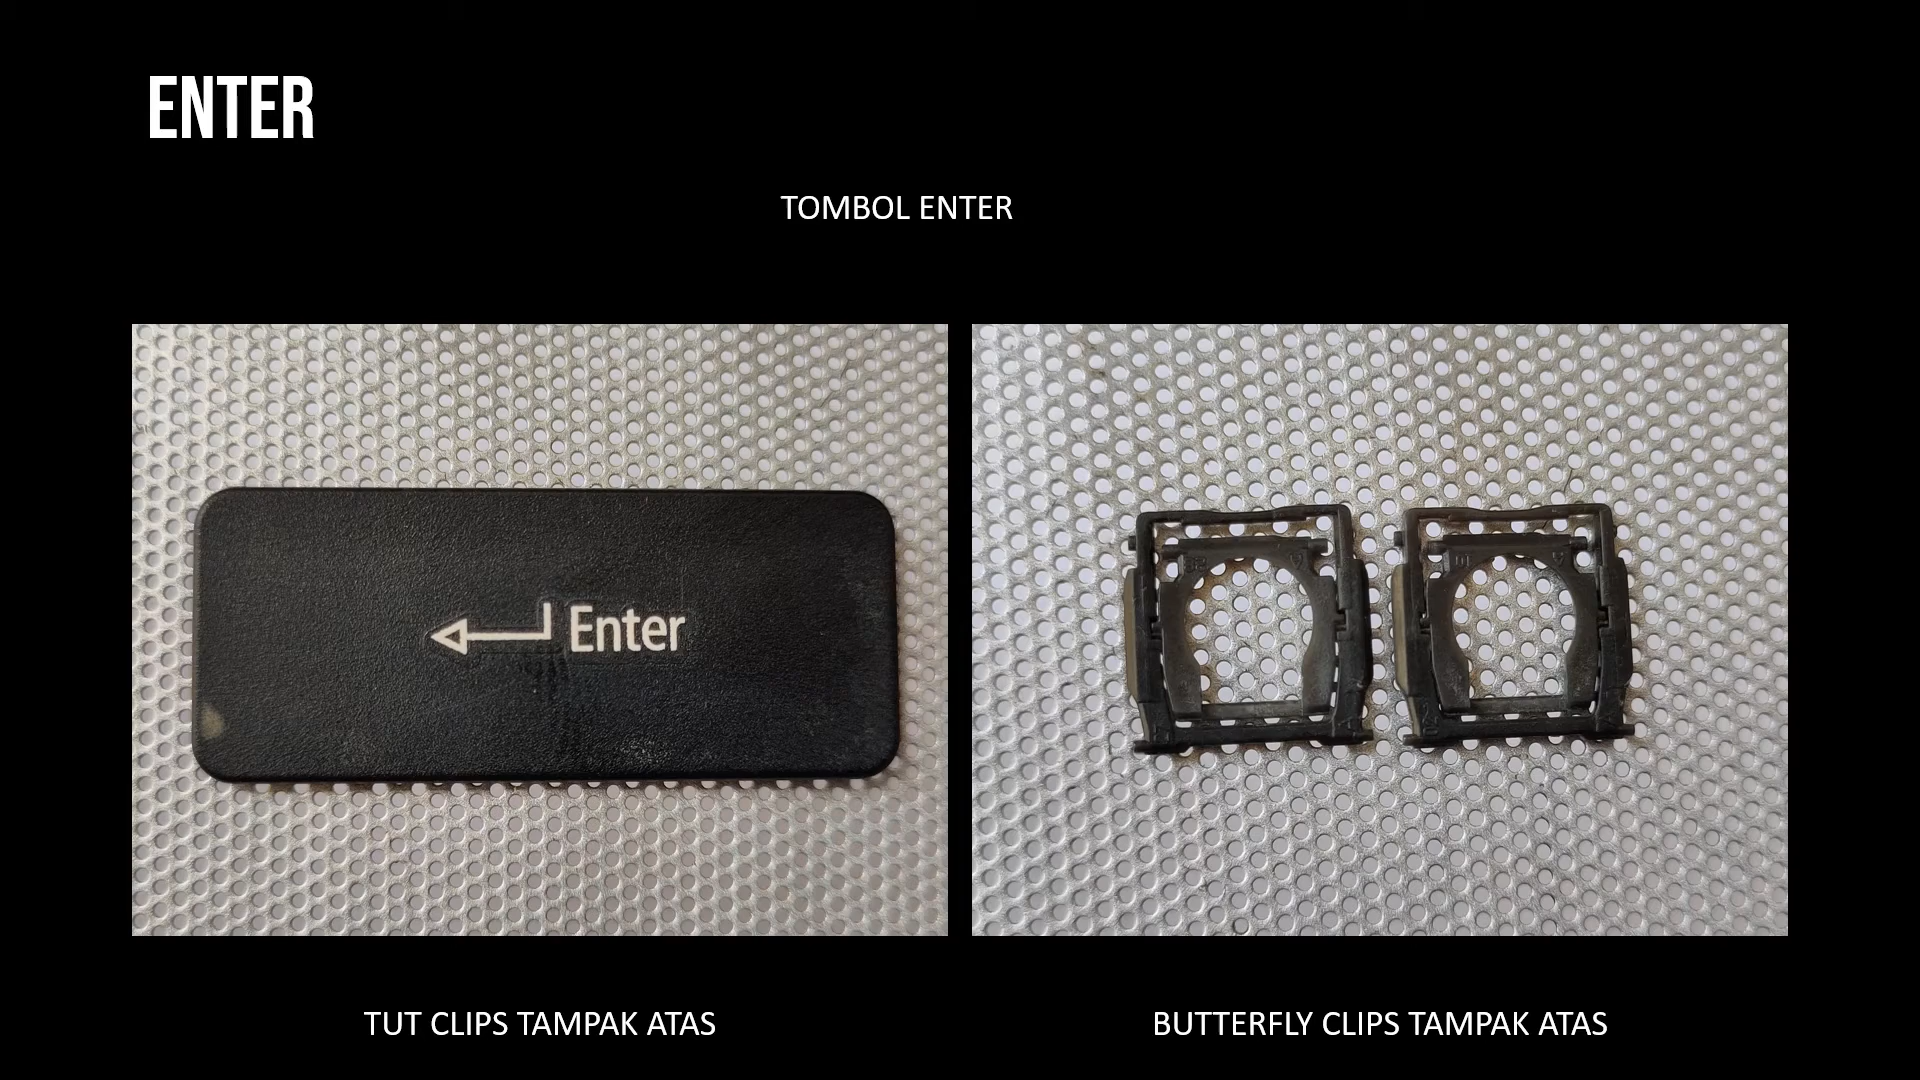 ENTER
TOMBOL ENTER
Enter
TUT CLIPS TAMPAK ATAS
BUTTERFLY CLIPS TAMPAK ATAS